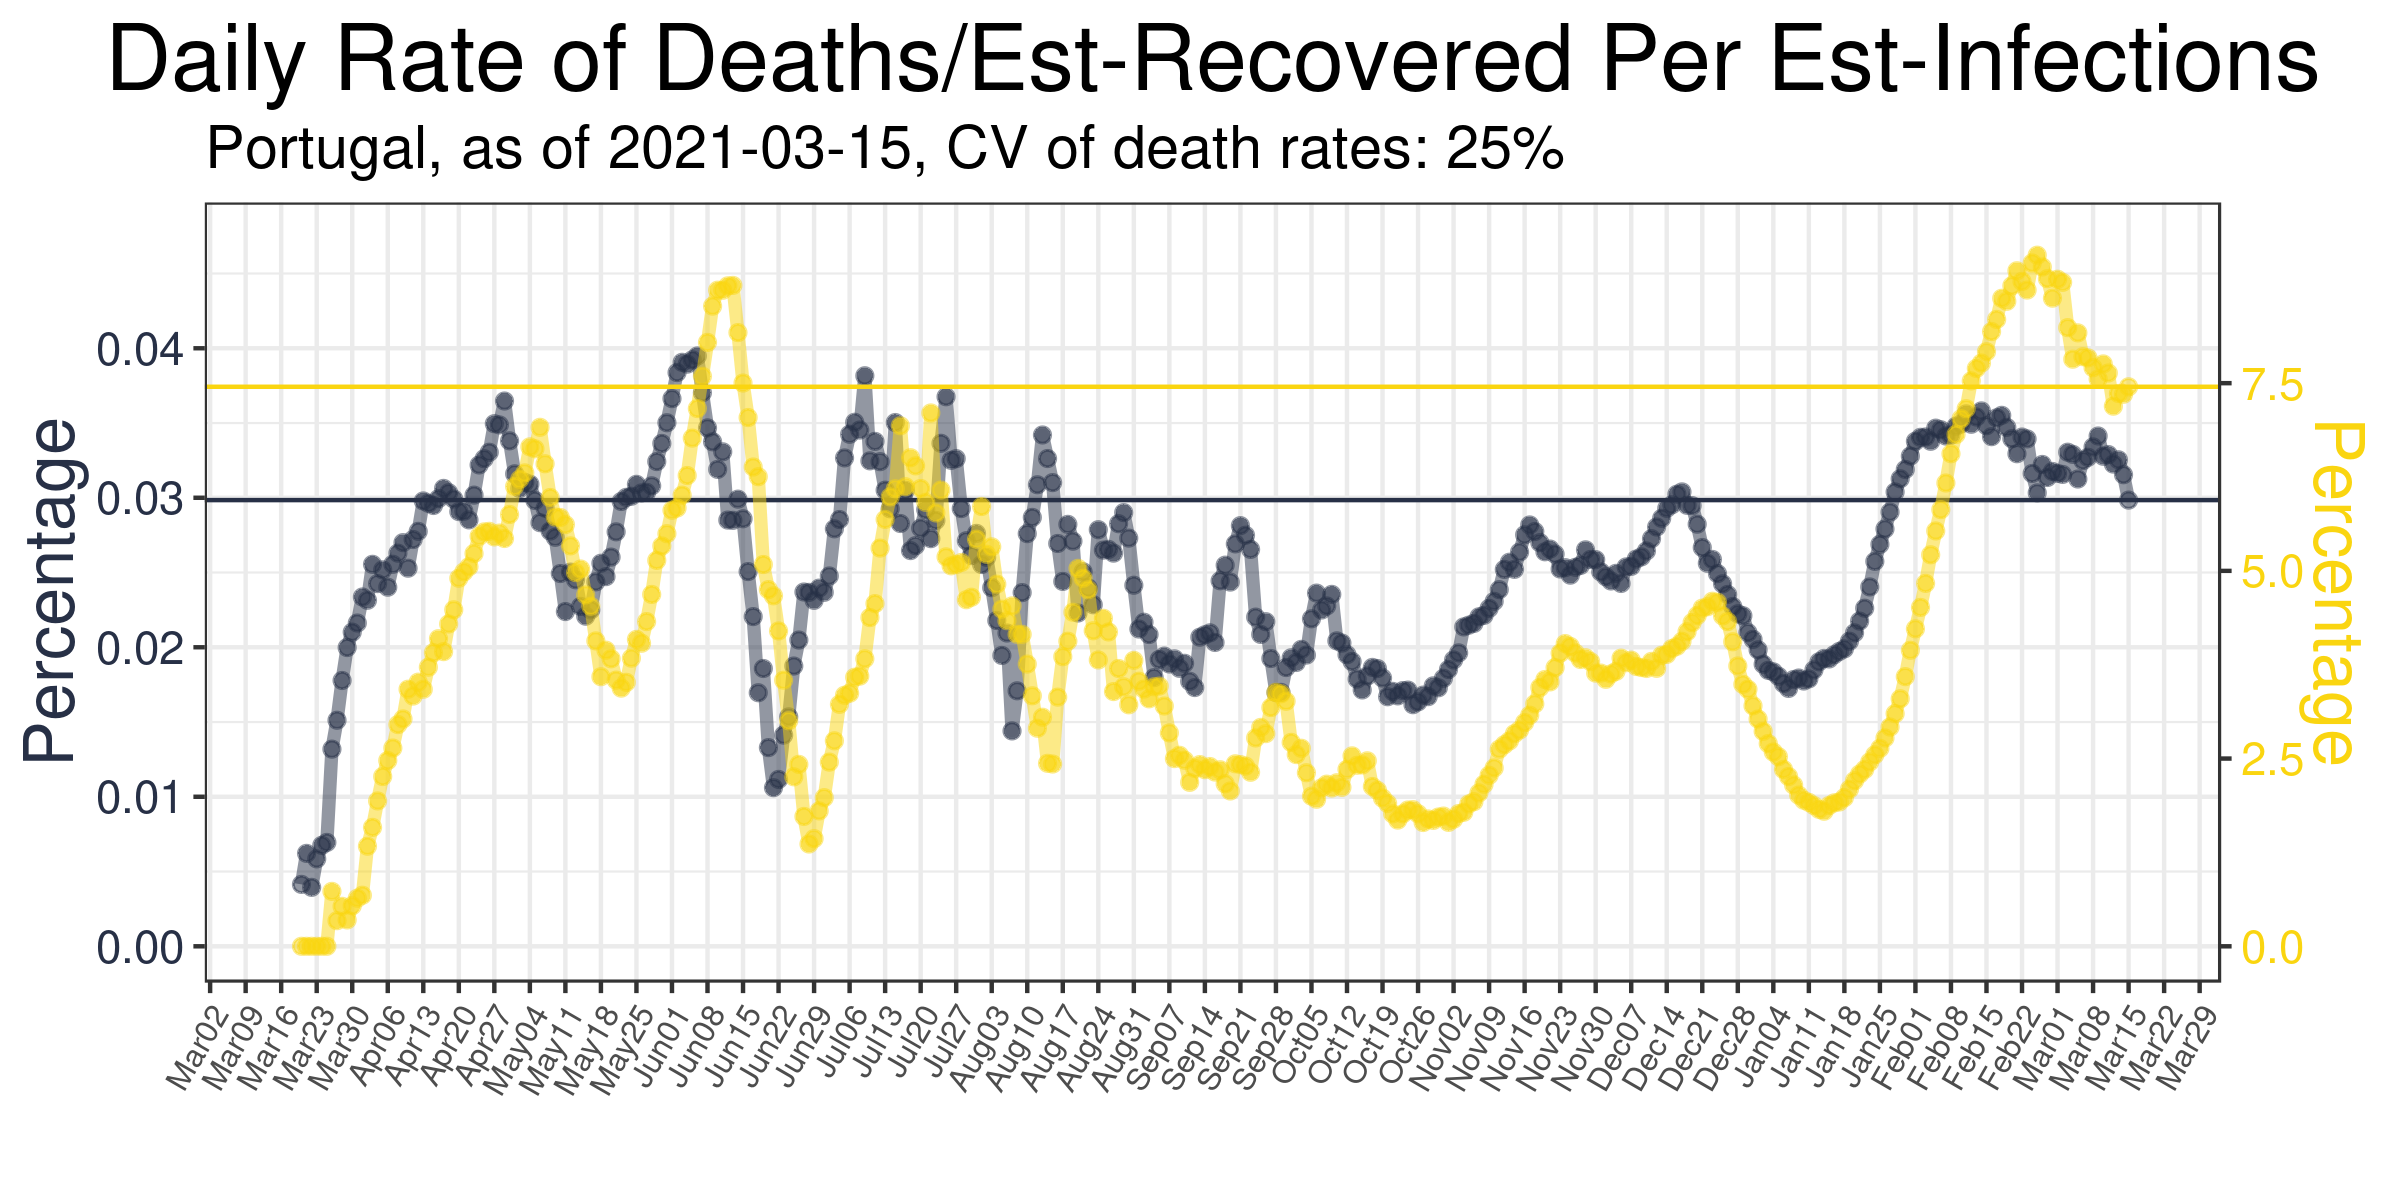 Daily Rate of Deaths/Est-Recovered Per Est-Infections
Portugal, as of 2021-03-15, CV of death rates: 25%
Percentage
0.04
0.03
0.02
0.01
0.00
7.5
5.0
2.5
0.0
Percentage
Mar02 Mar09 Mar16 Mar23 Mar30 Apr06 Apr13 Apr20 Apr27 May04 May11 May18 May25 Jun01 Jun08 Jun15 Jun22 Jun29 Jul06 Jul13 Jul20 Jul27 Aug03 Aug10 Aug17 Aug24 Aug31 Sep07 Sep14 Sep21 Sep28 Oct05 Oct12 Oct19 Oct26 Nov02 Nov09 Nov16 Nov23 Nov30 Dec07 Dec14 Dec21 Dec28 Jan04 Jan11 Jan18 Jan25 Feb01 Feb08 Feb15 Feb22 Mar01 Mar08 Mar15 Mar22 Mar29